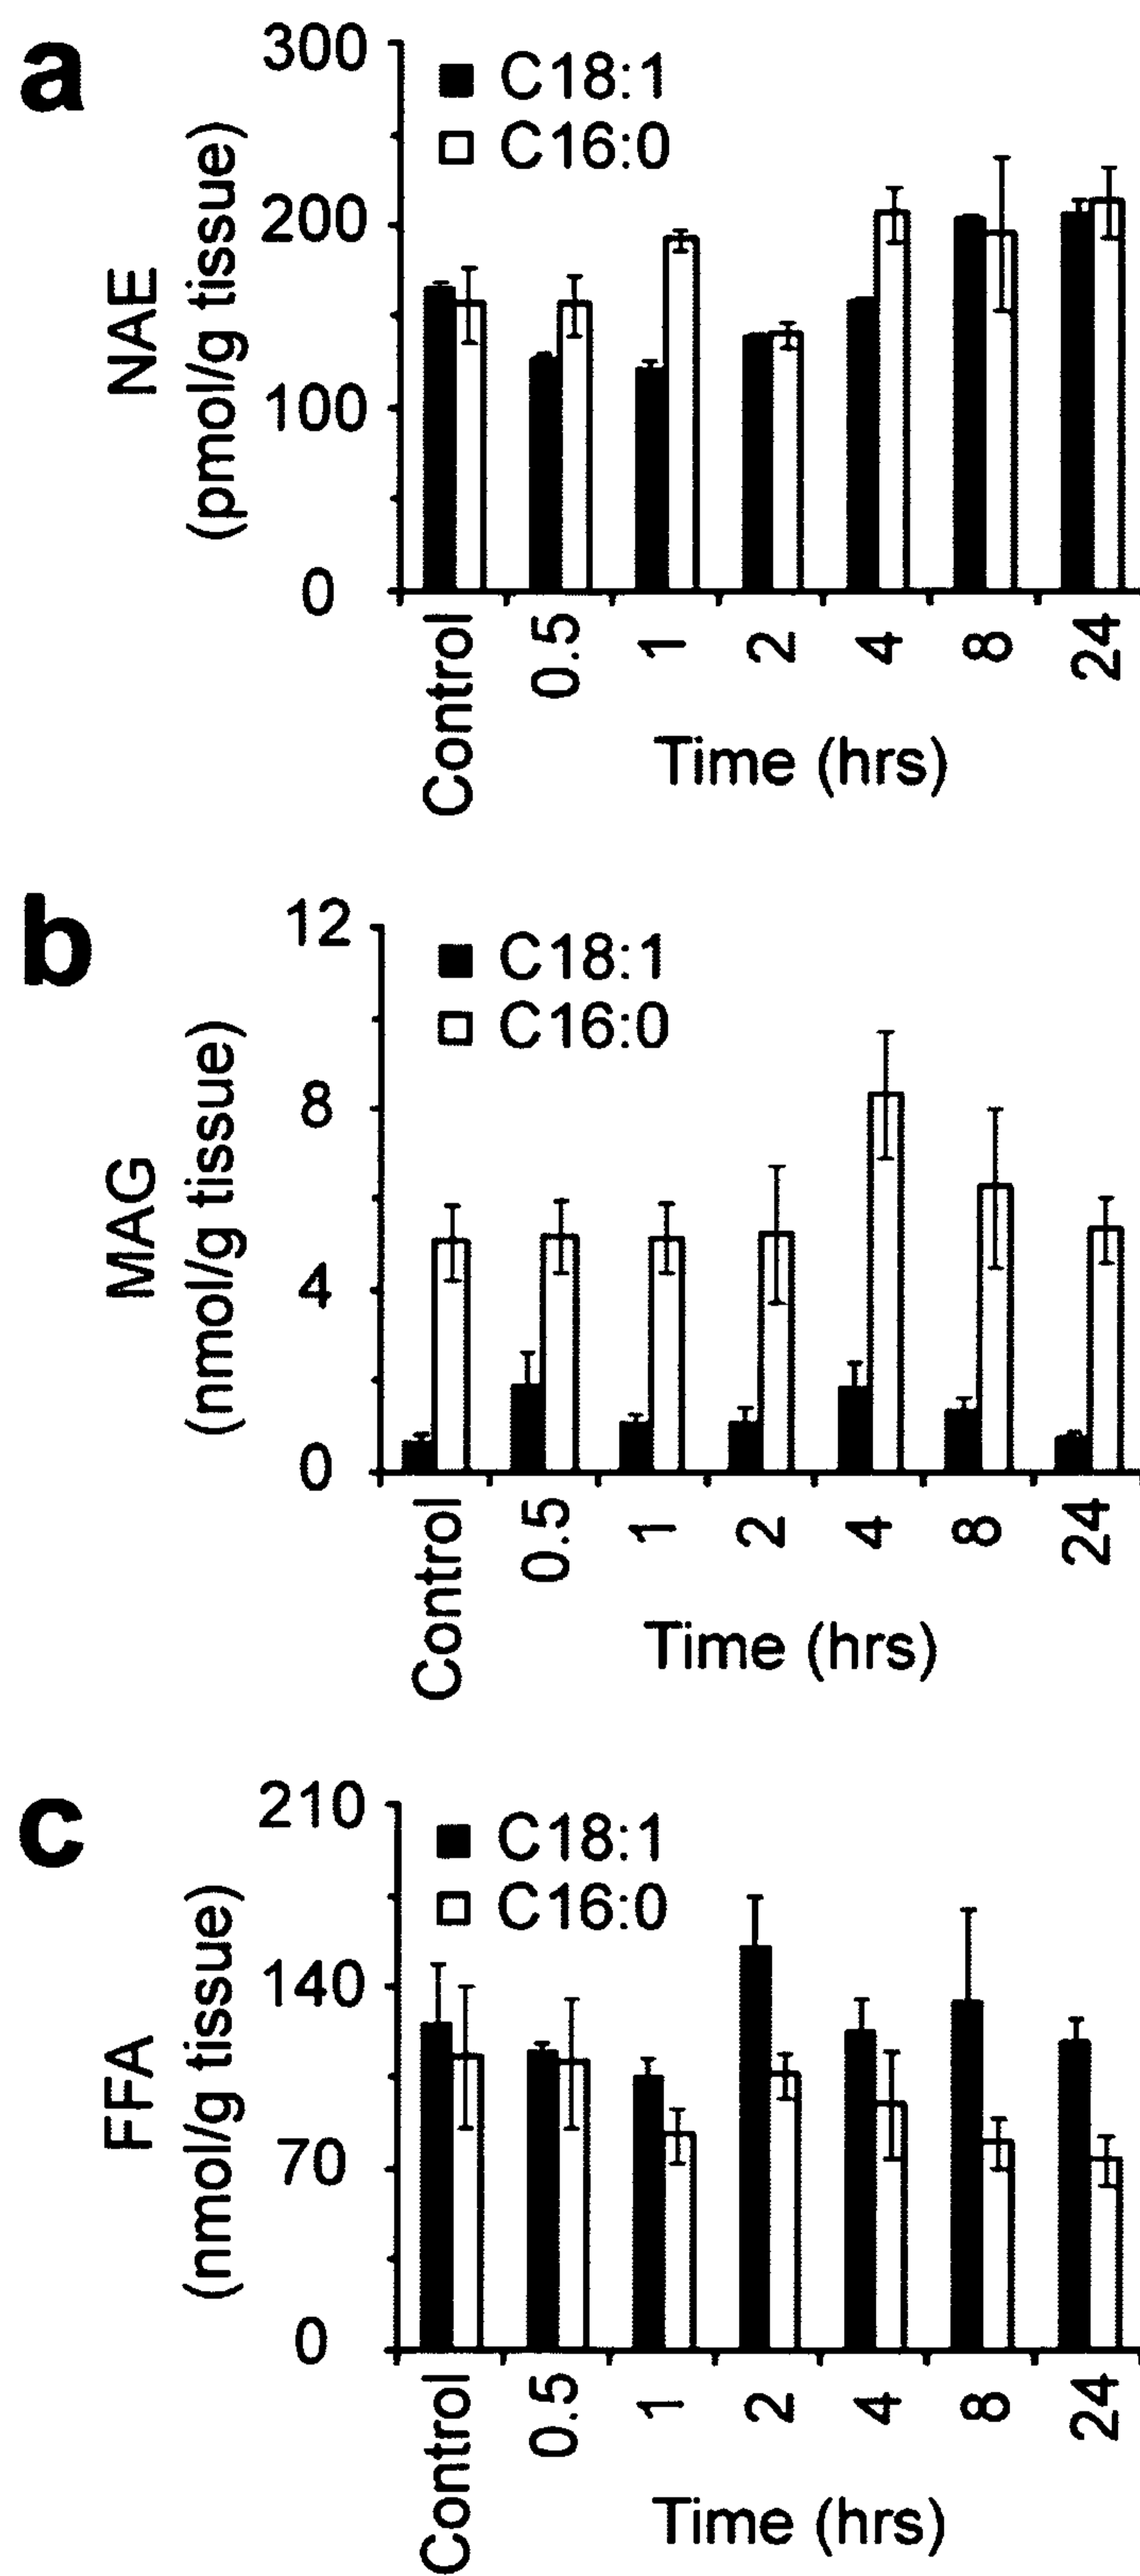 a
300
200
100
0
NAE
(pmol/g tissue)
C18:1
C16:0
Control
0.5
1
2
4
8
24
Time (hrs)
b
12
8
4
0
MAG
(nmol/g tissue)
C18:1
C16:0
Control
0.5
1
2
4
8
24
Time (hrs)
c
210
140
70
0
FFA
(nmol/g tissue)
C18:1
C16:0
Control
0.5
1
2
4
8
24
Time (hrs)